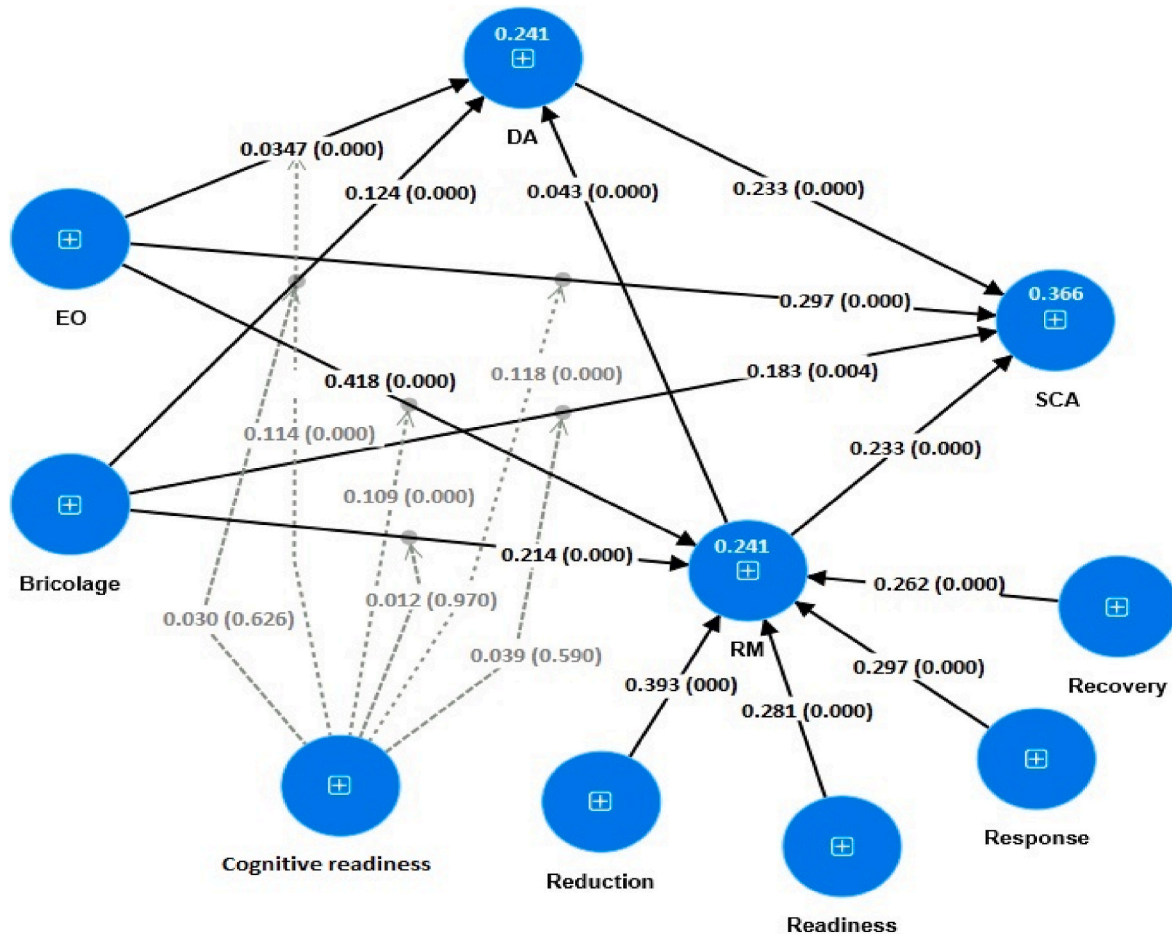 0.241
DA
0.0347 (0.000)
0.124 (0.000)
0.043 (0.000)
0.233 (0.000)
EO
0.297 (0.000)
0.366
SCA
0.418 (0.000)
0.118 (0.000)
0.183 (0.004)
0.114 (0.000)
0.233 (0.000)
Bricolage
0.109 (0.000)
0.214 (0.000)
0.241
RM
0.262 (0.000)
Recovery
0.030 (0.626)
0.012 (0.970)
0.039 (0.590)
0.393 (000)
0.281 (0.000)
0.297 (0.000)
Response
Cognitive readiness
Reduction
Readiness